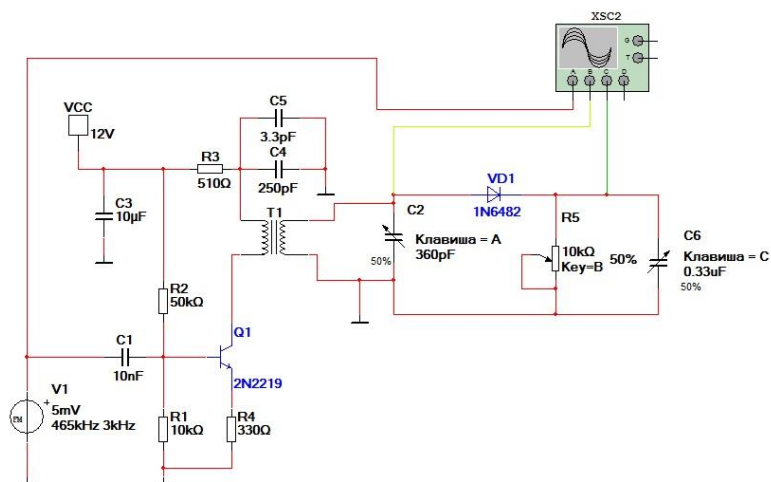 XSC2
G
T
A B C D
VCC
12V
C5
3.3pF
R3
510Ω
C4
250pF
C3
10µF
T1
VD1
1N6482
C2
Клавиша = A
360pF
50%
R5
10kΩ
Key=B
50%
C6
Клавиша = C
0.33uF
50%
R2
50kΩ
C1
10nF
Q1
2N2219
V1
5mV
465kHz 3kHz
FM
R1
10kΩ
R4
330Ω